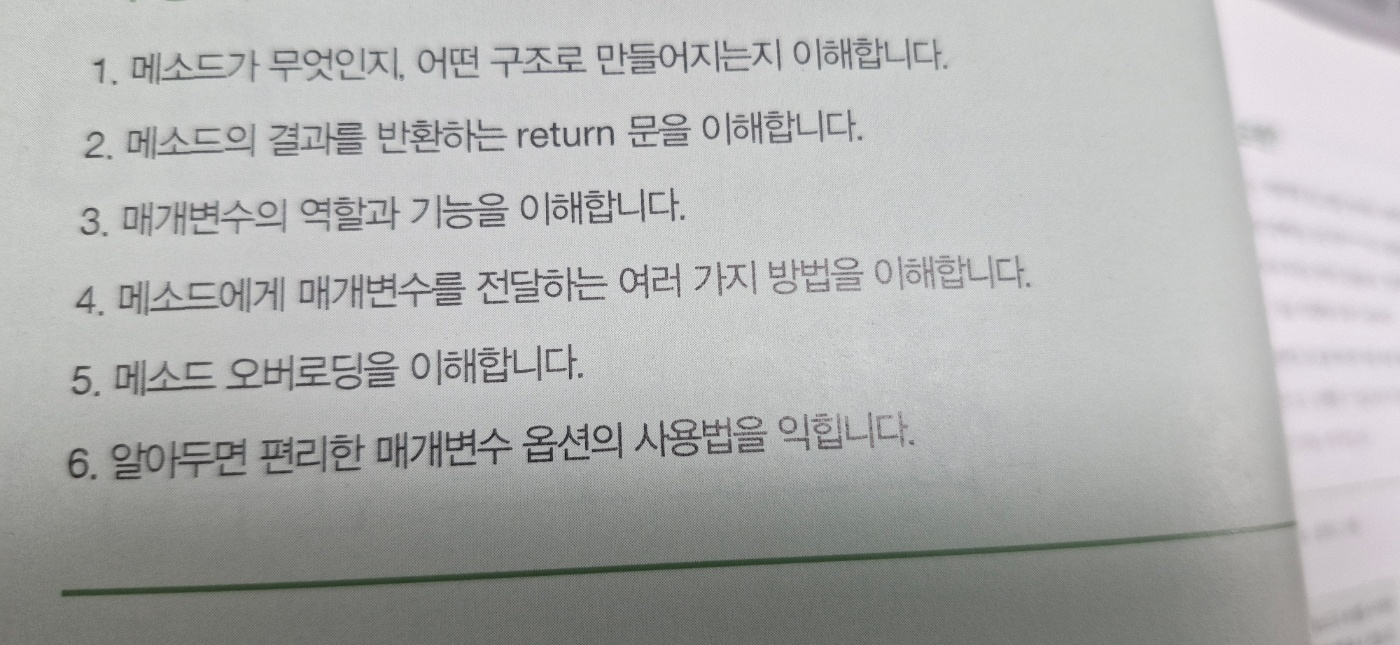 1. 메소드가 무엇인지, 어떤 구조로 만들어지는지 이해합니다.
2. 메소드의 결과를 반환하는 return 문을 이해합니다.
3. 매개변수의 역할과 기능을 이해합니다.
4. 메소드에게 매개변수를 전달하는 여러 가지 방법을 이해합니다.
5. 메소드 오버로딩을 이해합니다.
6. 알아두면 편리한 매개변수 옵션의 사용법을 익힙니다.